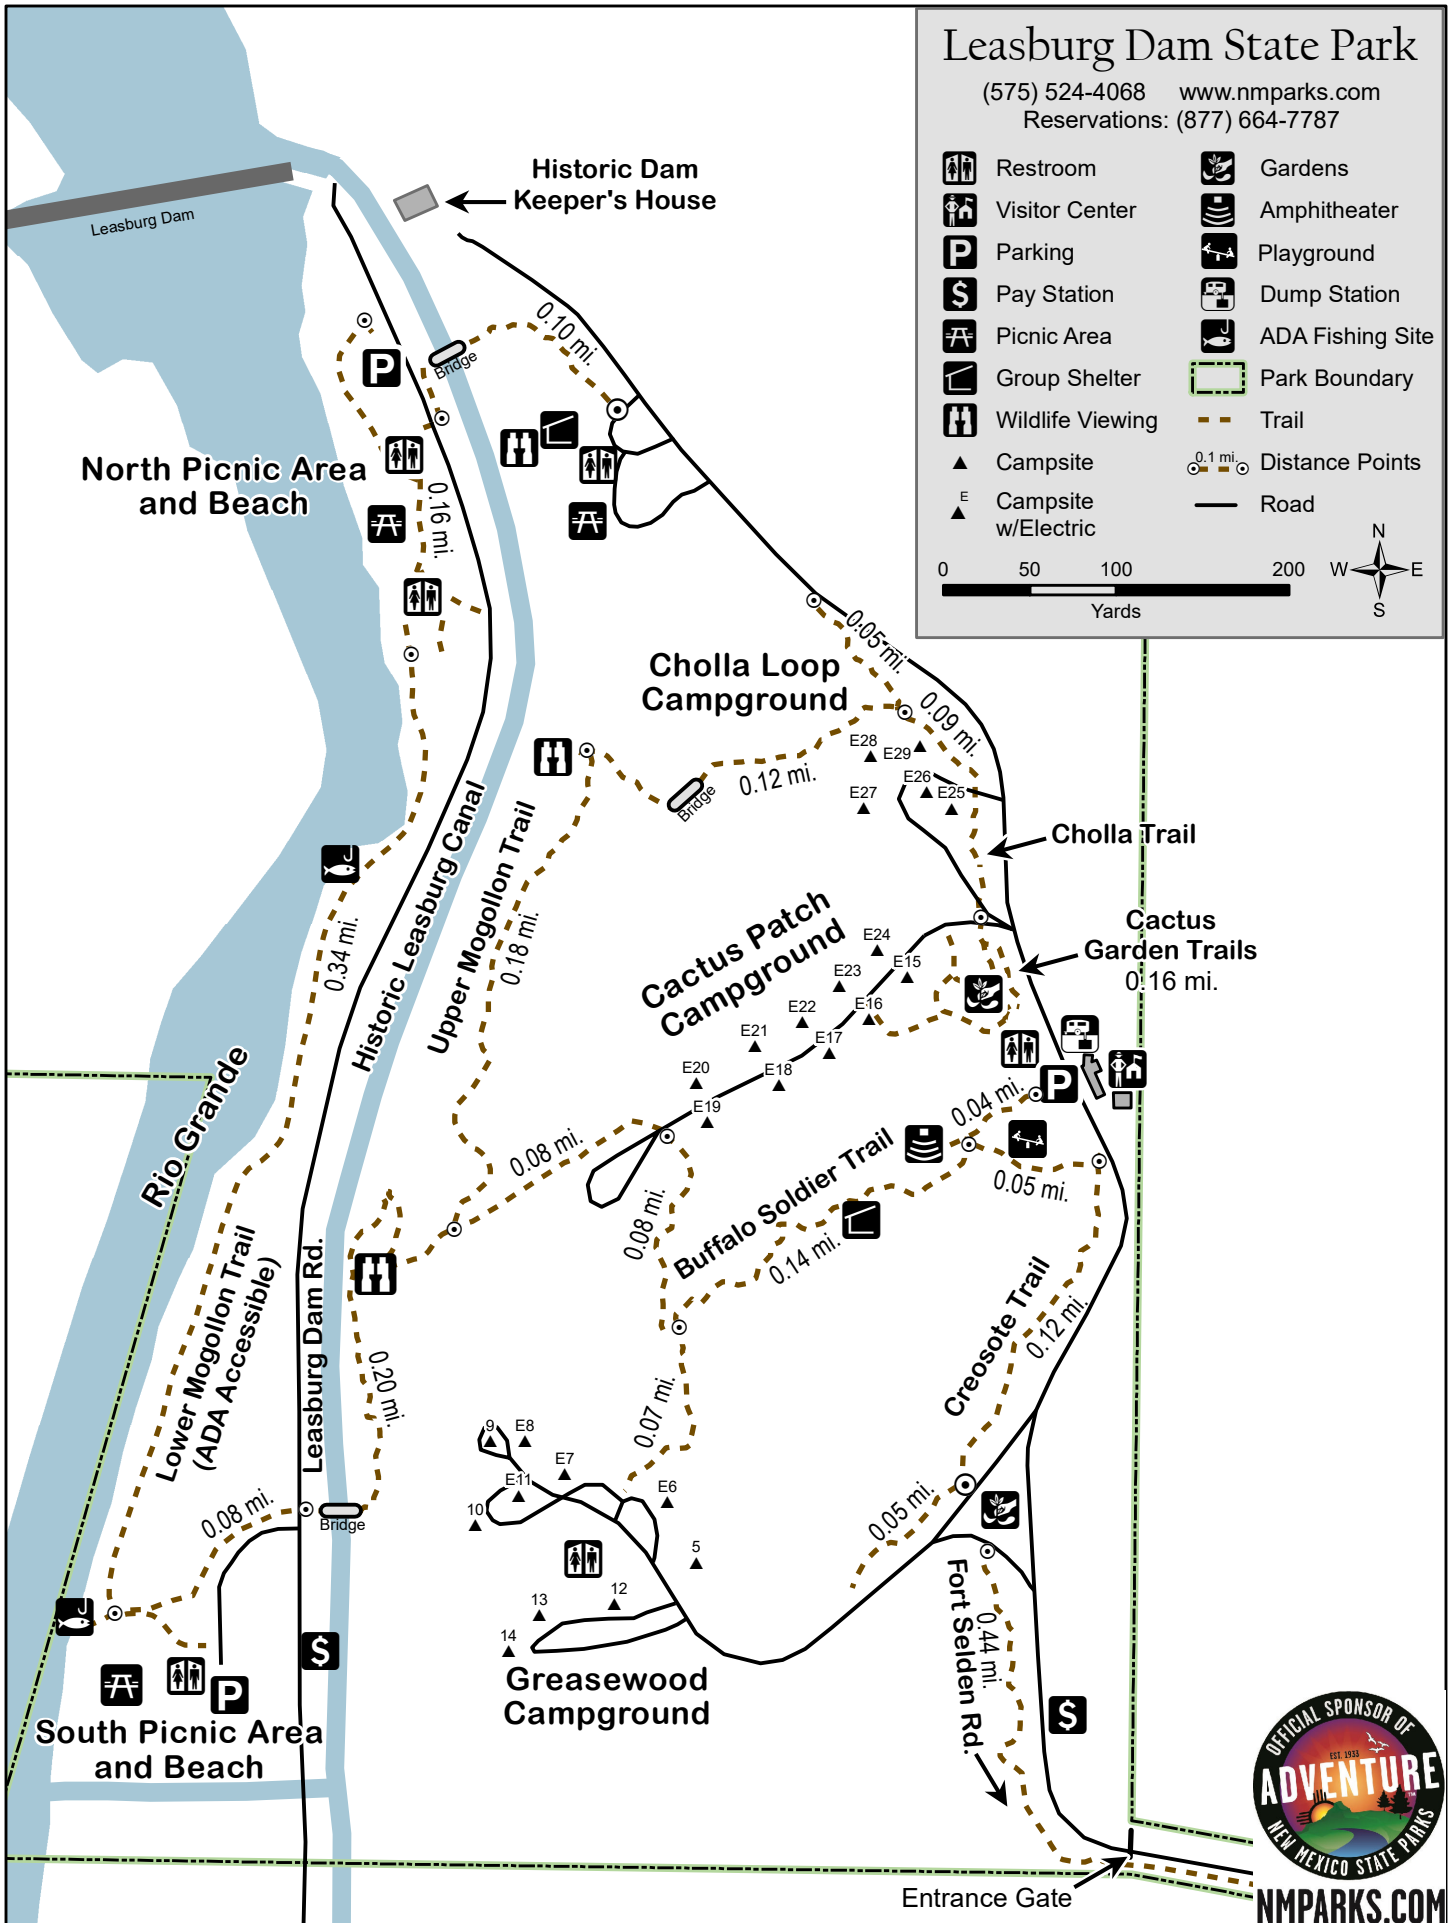 Leasburg Dam State Park
(575) 524-4068 www.nmparks.com
Reservations: (877) 664-7787
Restroom
Visitor Center
Parking
Pay Station
Picnic Area
Group Shelter
Wildlife Viewing
Campsite
E
Campsite
w/Electric
Gardens
Amphitheater
Playground
Dump Station
ADA Fishing Site
Park Boundary
Trail
0.1 mi.
Distance Points
Road
0 50 100 200
Yards
N
W E
S
P
$
Leasburg Dam
Historic Dam
Keeper's House
0.10 mi.
Bridge
P
North Picnic Area
and Beach
0.16 mi.
0.05 mi.
Cholla Loop
Campground
0.09 mi.
E28
E29
E26
E25
E27
0.12 mi.
Bridge
Cholla Trail
Cactus
Garden Trails
0.16 mi.
Cactus Patch
Campground
E24
E15
E23
E16
E22
E17
E21
E18
E20
E19
Upper Mogollon Trail
0.18 mi.
Historic Leasburg Canal
0.34 mi.
Rio Grande
P
0.04 mi.
0.05 mi.
Buffalo Soldier Trail
0.14 mi.
0.08 mi.
0.08 mi.
Lower Mogollon Trail
(ADA Accessible)
Leasburg Dam Rd.
0.20 mi.
0.07 mi.
Creosote Trail
0.12 mi.
0.05 mi.
9
E8
E7
E11
10
E6
5
12
13
14
Greasewood
Campground
0.08 mi.
Bridge
$
P
South Picnic Area
and Beach
Fort Selden Rd.
0.44 mi.
$
Entrance Gate
OFFICIAL SPONSOR OF
EST. 1933
ADVENTURE
NEW MEXICO STATE PARKS
NMPARKS.COM